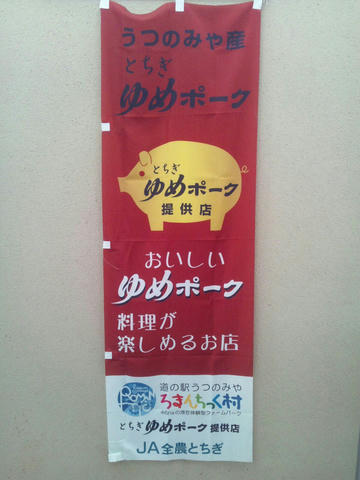 うつのみや産
とちぎ
ゆめポーク
とちぎ
ゆめポーク
提供店
おいしい
ゆめポーク
料理が
楽しめるお店
道の駅うつのみや
ろまんちっく村
とちぎゆめポーク提供店
JA全農とちぎ